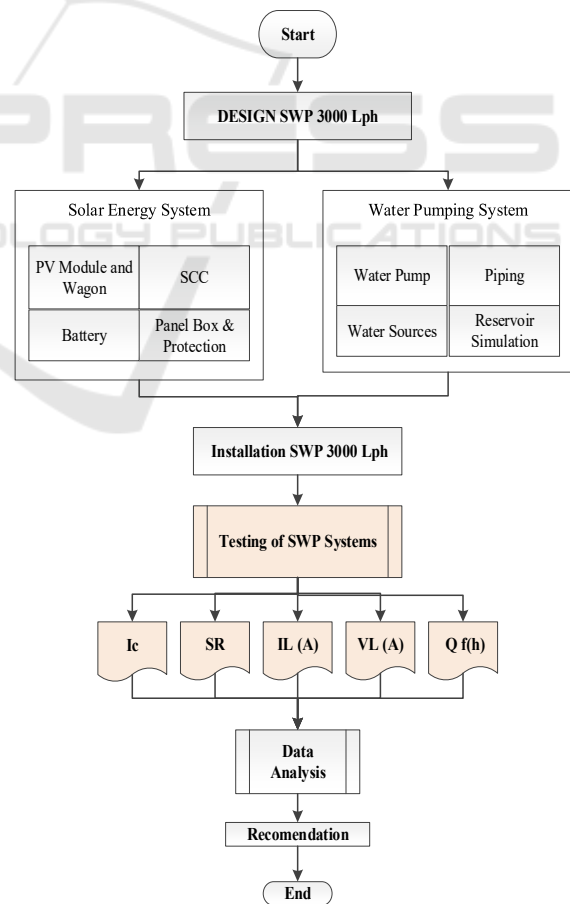 Start
DESIGN SWP 3000 Lph
Solar Energy System
PV Module and
Wagon
SCC
Battery
Panel Box &
Protection
Water Pumping System
Water Pump
Piping
Water Sources
Reservoir
Simulation
Installation SWP 3000 Lph
Testing of SWP Systems
Ic
SR
IL (A)
VL (A)
Q f(h)
Data
Analysis
Recomendation
End